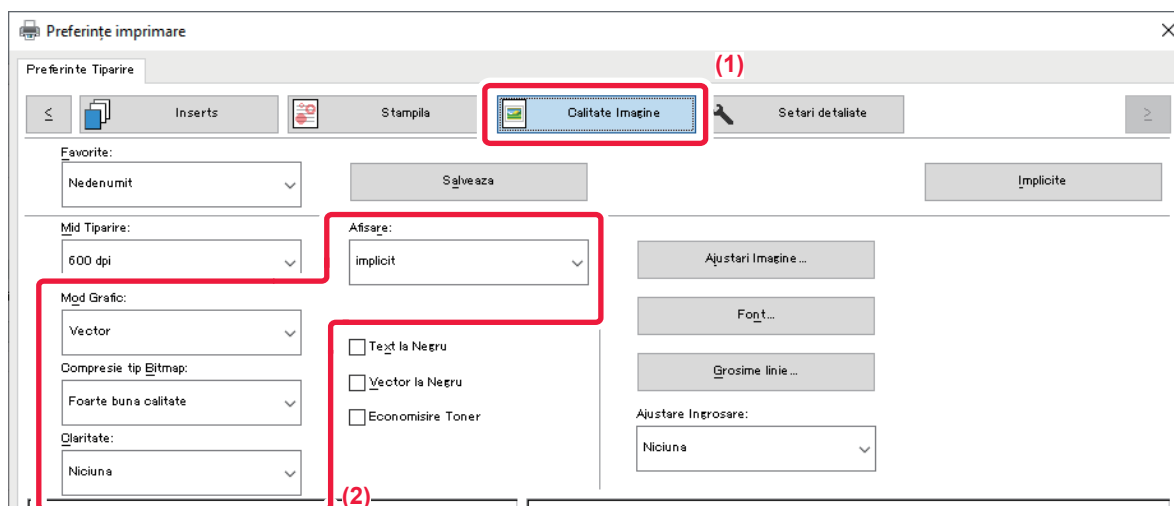 Preferințe imprimare
Preferinte Tiparire
(1)
< Inserts Stampila Calitate Imagine Setari detaliate >
Favorite:
Nedenumit Salveaza Implicite
Mid Tiparire: Afisare:
600 dpi implicit Ajustari Imagine...
Mod Grafic:
Vector Font...
Text la Negru
Compresie tip Bitmap: Vector la Negru Grosime linie...
Foarte buna calitate Economisire Toner Ajustare Ingrosare:
Claritate: Niciuna
Niciuna
(2)